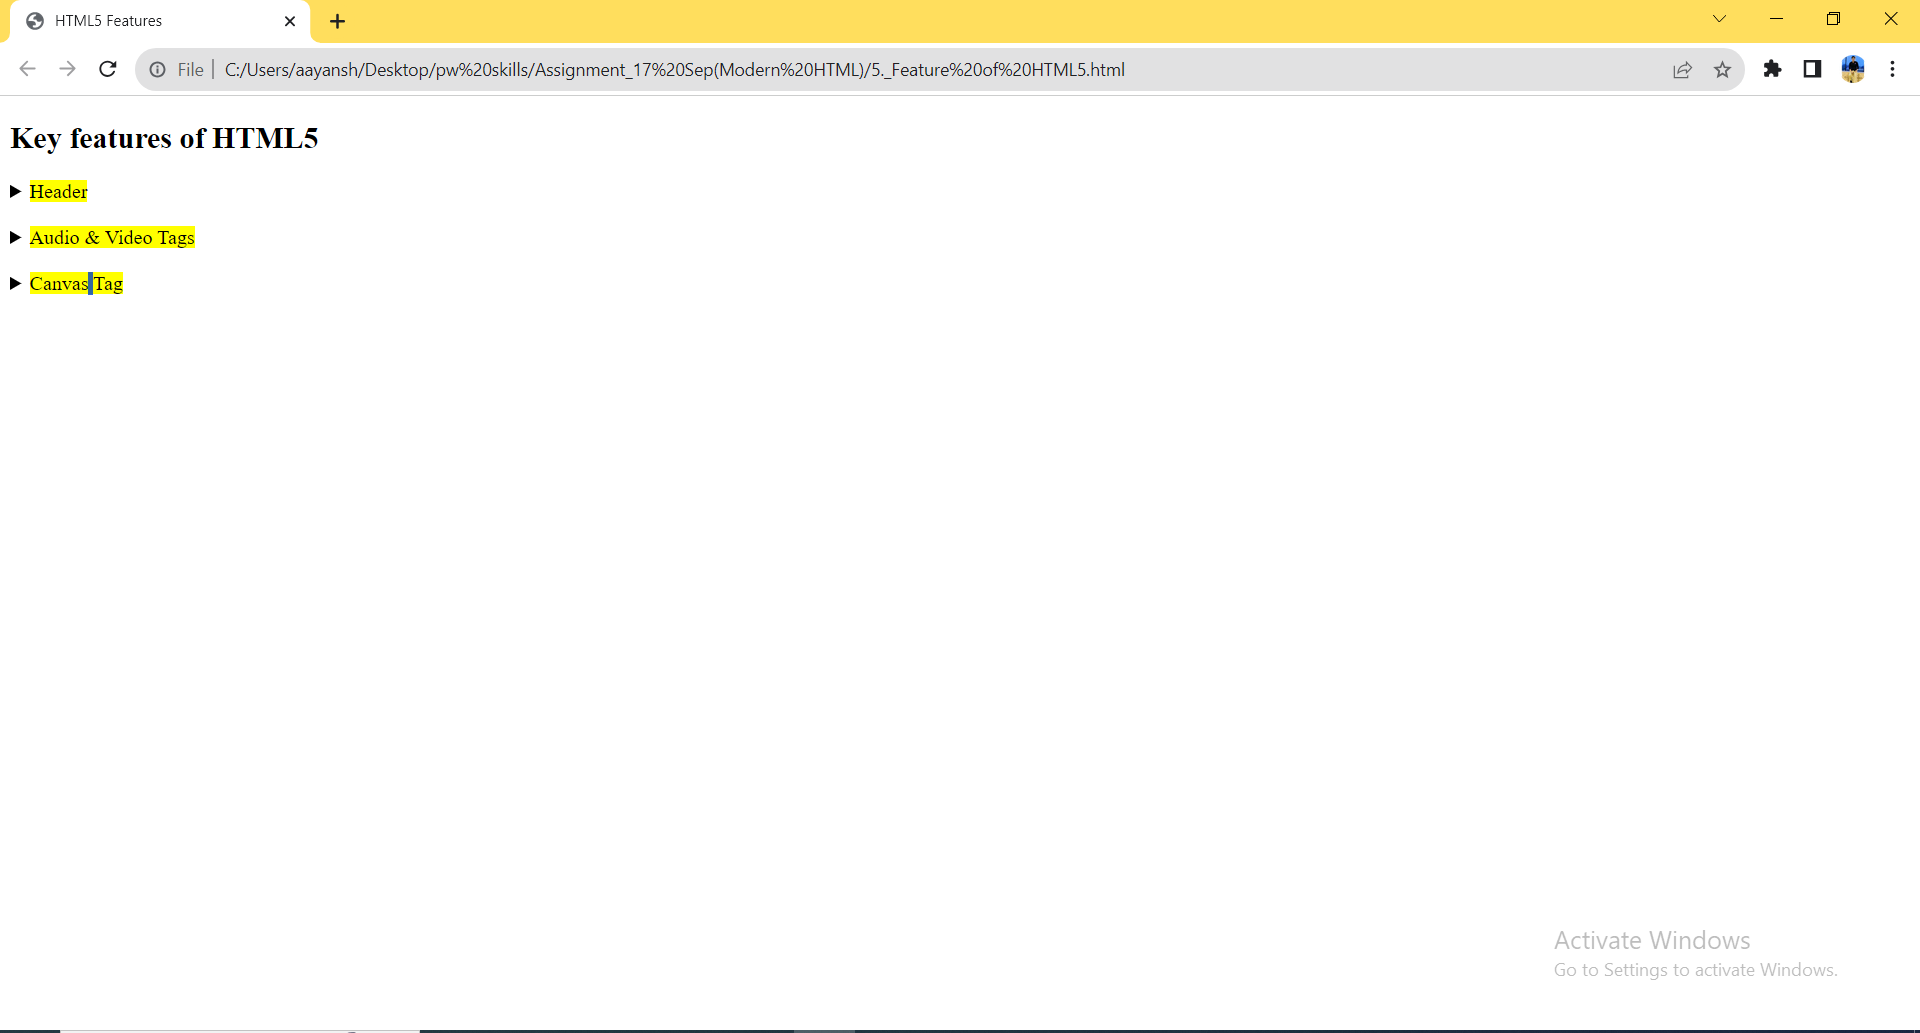 HTML5 Features
File | C:/Users/aayansh/Desktop/pw%20skills/Assignment_17%20Sep(Modern%20HTML)/5._Feature%20of%20HTML5.html
Key features of HTML5
Header
Audio & Video Tags
Canvas Tag
Activate Windows
Go to Settings to activate Windows.